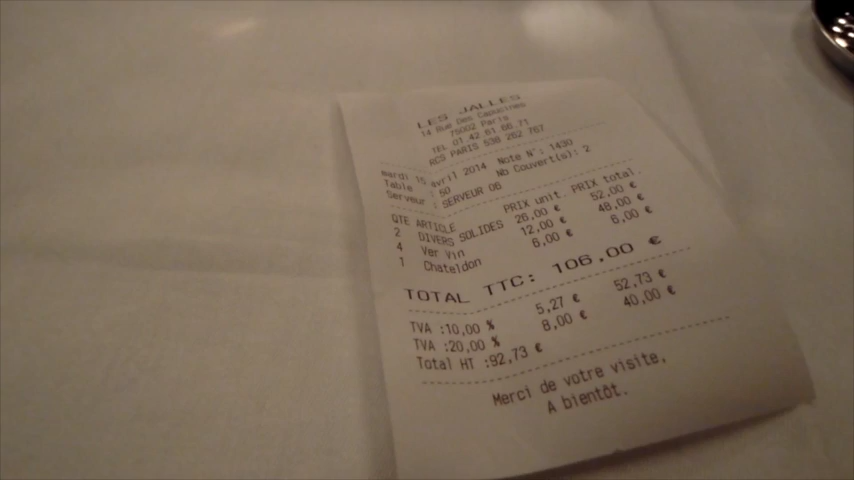 LES JALLES
14 Rue Des Capucines
75002 Paris
TEL 01 42 61 66 71
RCS PARIS 538 262 767
mardi 15 avril 2014 Note N°: 1430
Table : 50 Nb Couvert(s): 2
Serveur : SERVEUR 06
QTE ARTICLE PRIX unit. PRIX total.
2 DIVERS SOLIDES 26,00 € 52,00 €
4 Ver Vin 12,00 € 48,00 €
1 Chateldon 6,00 € 6,00 €
TOTAL TTC: 106,00 €
TVA :10,00 % 5,27 € 52,73 €
TVA :20,00 % 8,00 € 40,00 €
Total HT :92,73 €
Merci de votre visite,
A bientôt.